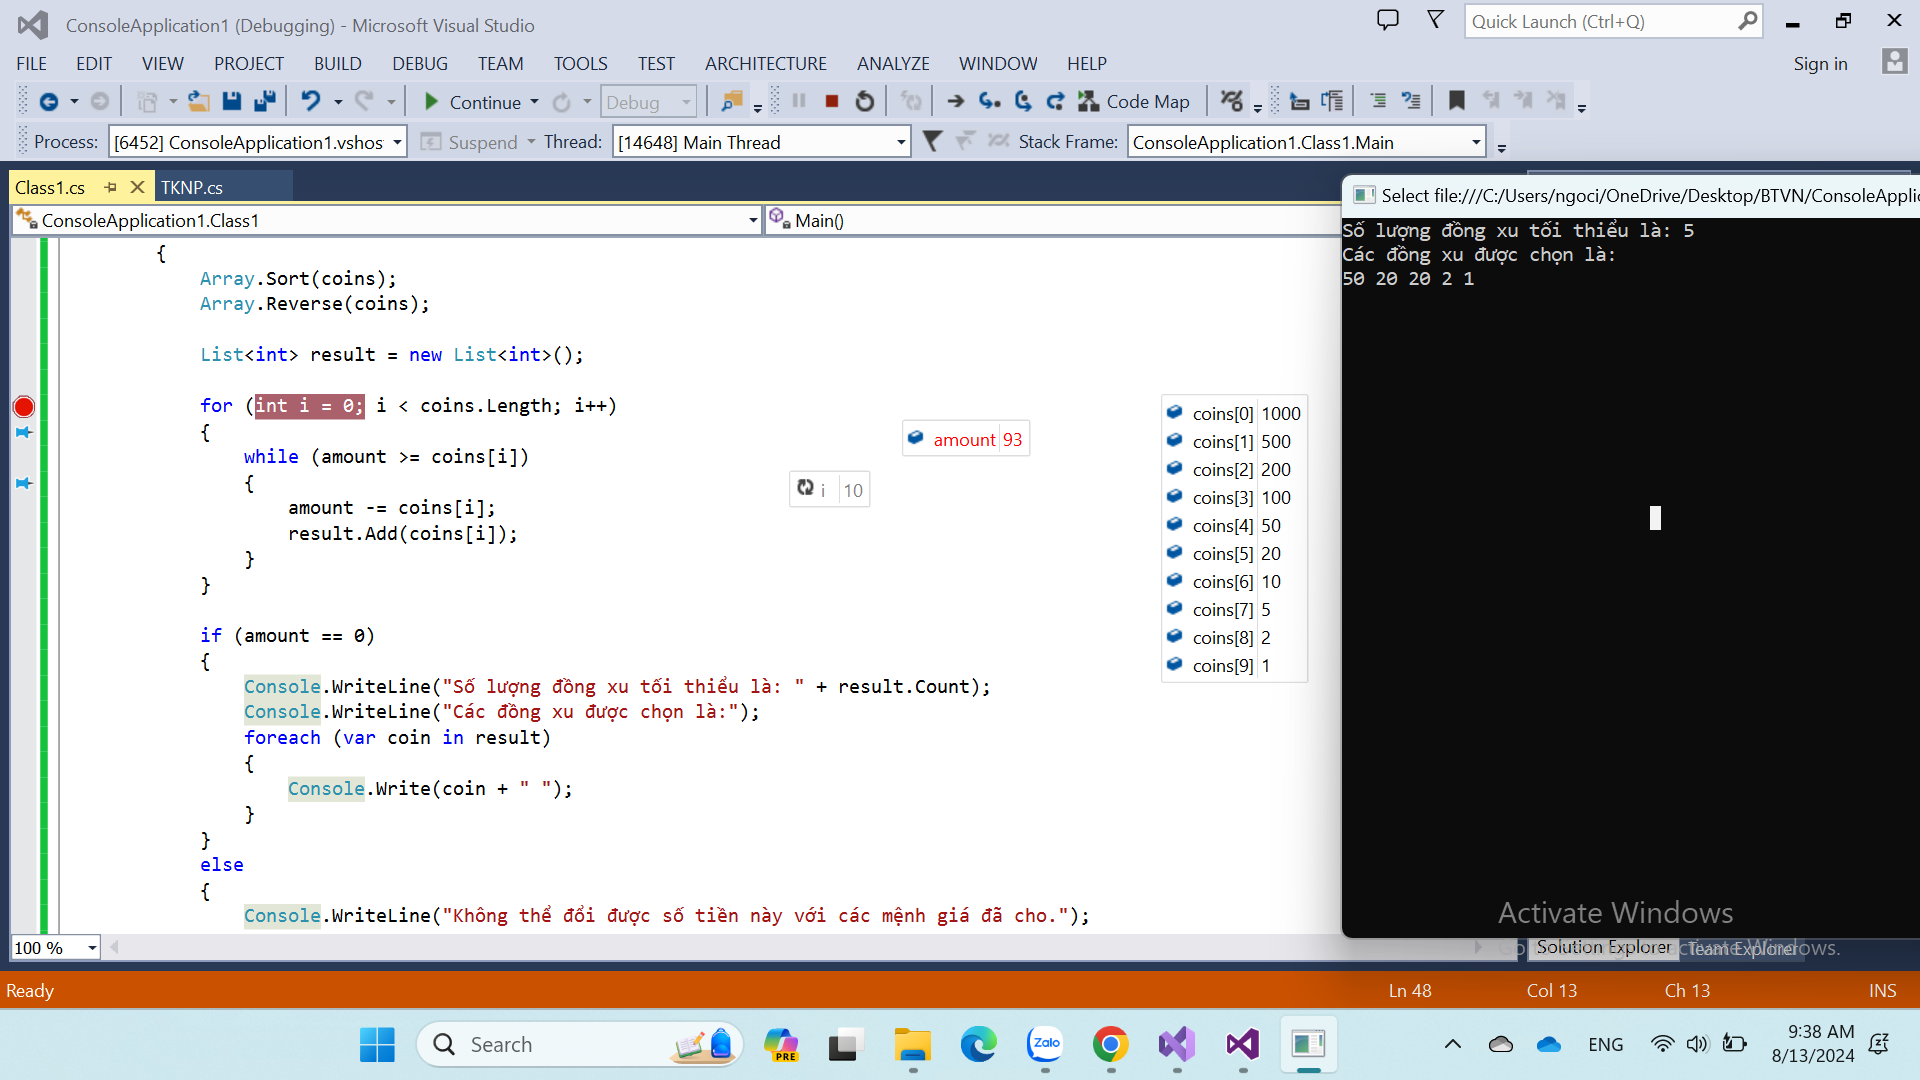 ConsoleApplication1 (Debugging) - Microsoft Visual Studio
Quick Launch (Ctrl+Q)
FILE EDIT VIEW PROJECT BUILD DEBUG TEAM TOOLS TEST ARCHITECTURE ANALYZE WINDOW HELP
Sign in
Continue Debug Code Map
Process: [6452] ConsoleApplication1.vshos Suspend Thread: [14648] Main Thread Stack Frame: ConsoleApplication1.Class1.Main
Class1.cs TKNP.cs
ConsoleApplication1.Class1 Main()
{
Array.Sort(coins);
Array.Reverse(coins);
List<int> result = new List<int>();
for (int i = 0; i < coins.Length; i++)
{
while (amount >= coins[i])
{
amount -= coins[i];
result.Add(coins[i]);
}
}
if (amount == 0)
{
Console.WriteLine("Số lượng đồng xu tối thiểu là: " + result.Count);
Console.WriteLine("Các đồng xu được chọn là:");
foreach (var coin in result)
{
Console.Write(coin + " ");
}
}
else
{
Console.WriteLine("Không thể đổi được số tiền này với các mệnh giá đã cho.");
amount 93
i 10
coins[0] 1000
coins[1] 500
coins[2] 200
coins[3] 100
coins[4] 50
coins[5] 20
coins[6] 10
coins[7] 5
coins[8] 2
coins[9] 1
Select file:///C:/Users/ngoci/OneDrive/Desktop/BTVN/ConsoleApplic
Số lượng đồng xu tối thiểu là: 5
Các đồng xu được chọn là:
50 20 20 2 1
Activate Windows
100 %
Solution Explorer Team Explorer
Ready Ln 48 Col 13 Ch 13 INS
Search
PRE
Zalo
ENG
9:38 AM
8/13/2024